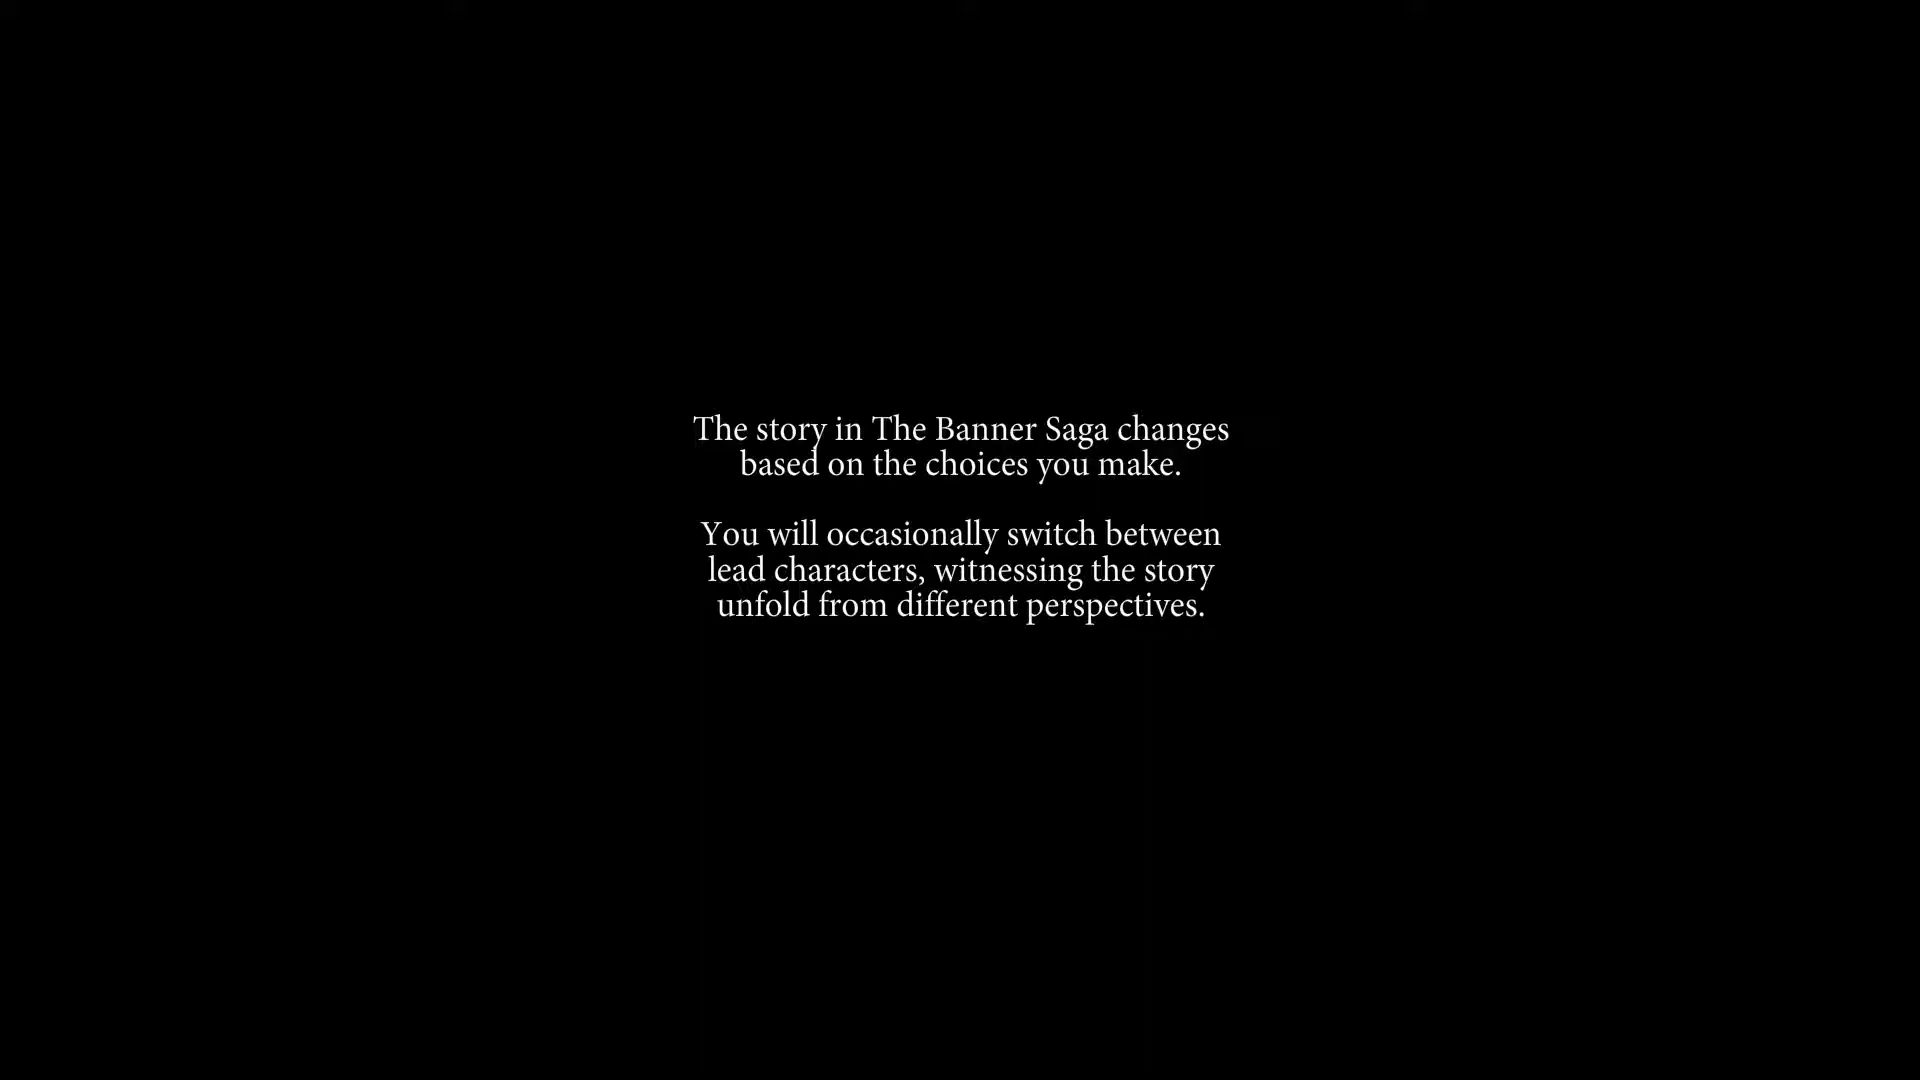 The story in The Banner Saga changes
based on the choices you make.
You will occasionally switch between
lead characters, witnessing the story
unfold from different perspectives.